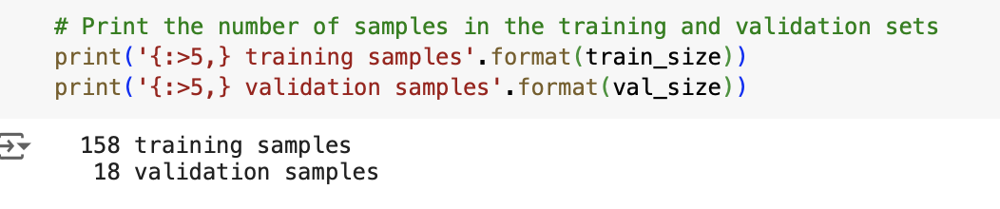 # Print the number of samples in the training and validation sets
print('{:>5,} training samples'.format(train_size))
print('{:>5,} validation samples'.format(val_size))
158 training samples
18 validation samples